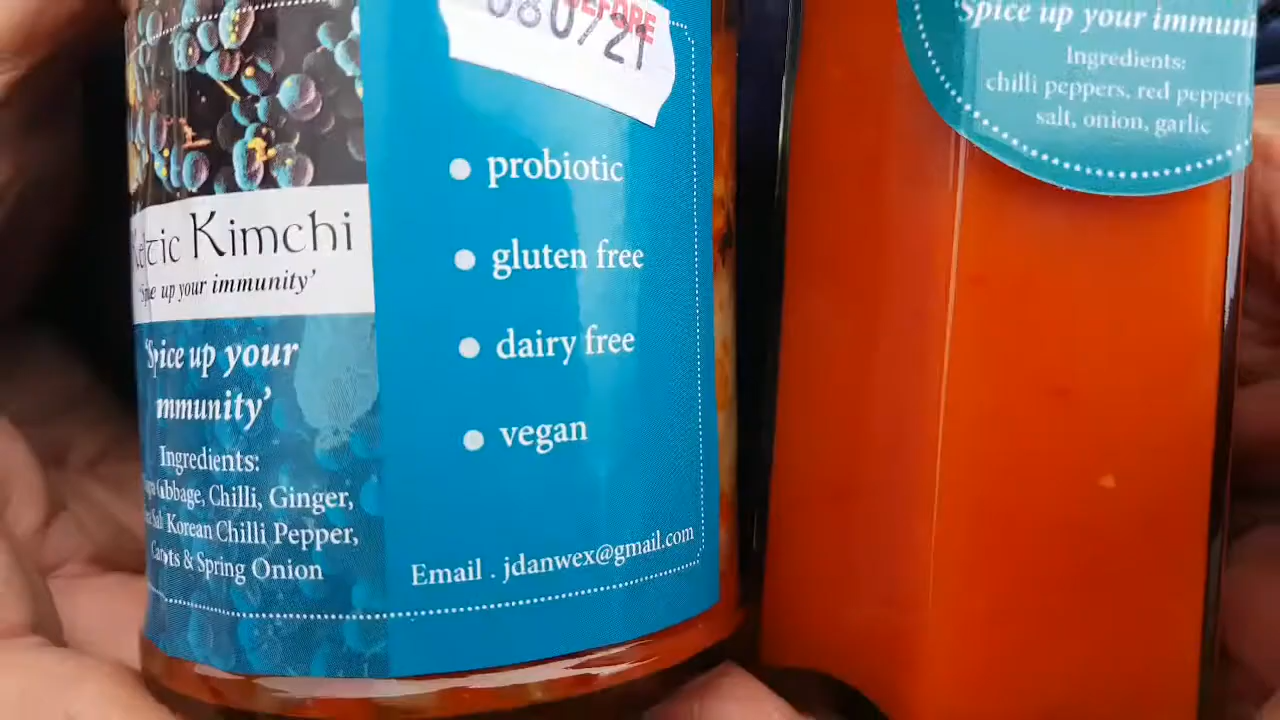 BEFORE
080721
probiotic
gluten free
dairy free
vegan
Email . jdanwex@gmail.com
Kimchi
up your immunity'
'Spice up your
mmunity'
Ingredients:
Chilli, Ginger,
Korean Chilli Pepper,
& Spring Onion
'Spice up your immuni
Ingredients:
chilli peppers, red peppers
salt, onion, garlic